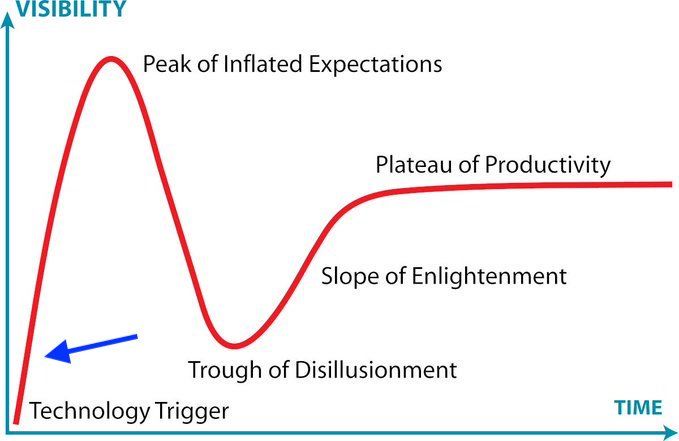 VISIBILITY
Peak of Inflated Expectations
Plateau of Productivity
Slope of Enlightenment
Trough of Disillusionment
Technology Trigger
TIME